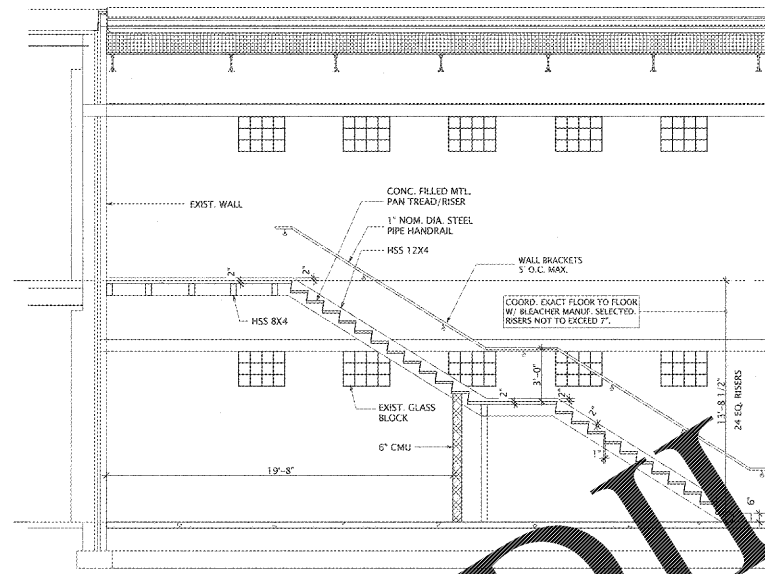 CONC. FILLED MTL.
PAN TREAD/RISER
EXIST. WALL
1" NOM. DIA. STEEL
PIPE HANDRAIL
HSS 12X4
WALL BRACKETS
5' O.C. MAX.
2"
2"
COORD. EXACT FLOOR TO FLOOR
W/ BLEACHER MANUF. SELECTED.
RISERS NOT TO EXCEED 7".
HSS 8X4
3'-0"
2"
2"
2"
13'-8 1/2"
24 EQ. RISERS
EXIST. GLASS
BLOCK
6" CMU
1"
19'-8"
6"